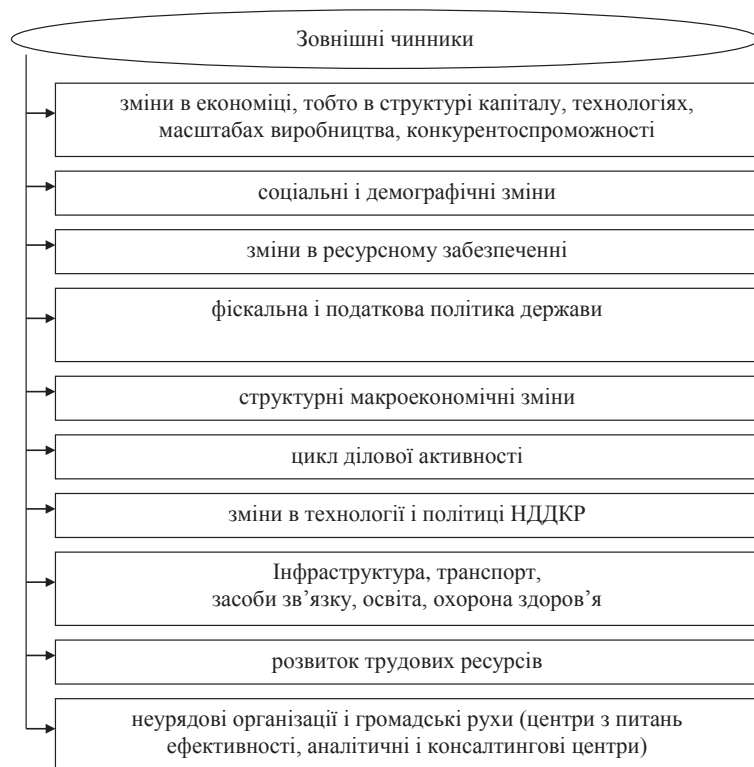 Зовнішні чинники
зміни в економіці, тобто в структурі капіталу, технологіях,
масштабах виробництва, конкурентоспроможності
соціальні і демографічні зміни
зміни в ресурсному забезпеченні
фіскальна і податкова політика держави
структурні макроекономічні зміни
цикл ділової активності
зміни в технології і політиці НДДКР
Інфраструктура, транспорт,
засоби зв’язку, освіта, охорона здоров’я
розвиток трудових ресурсів
неурядові організації і громадські рухи (центри з питань
ефективності, аналітичні і консалтингові центри)